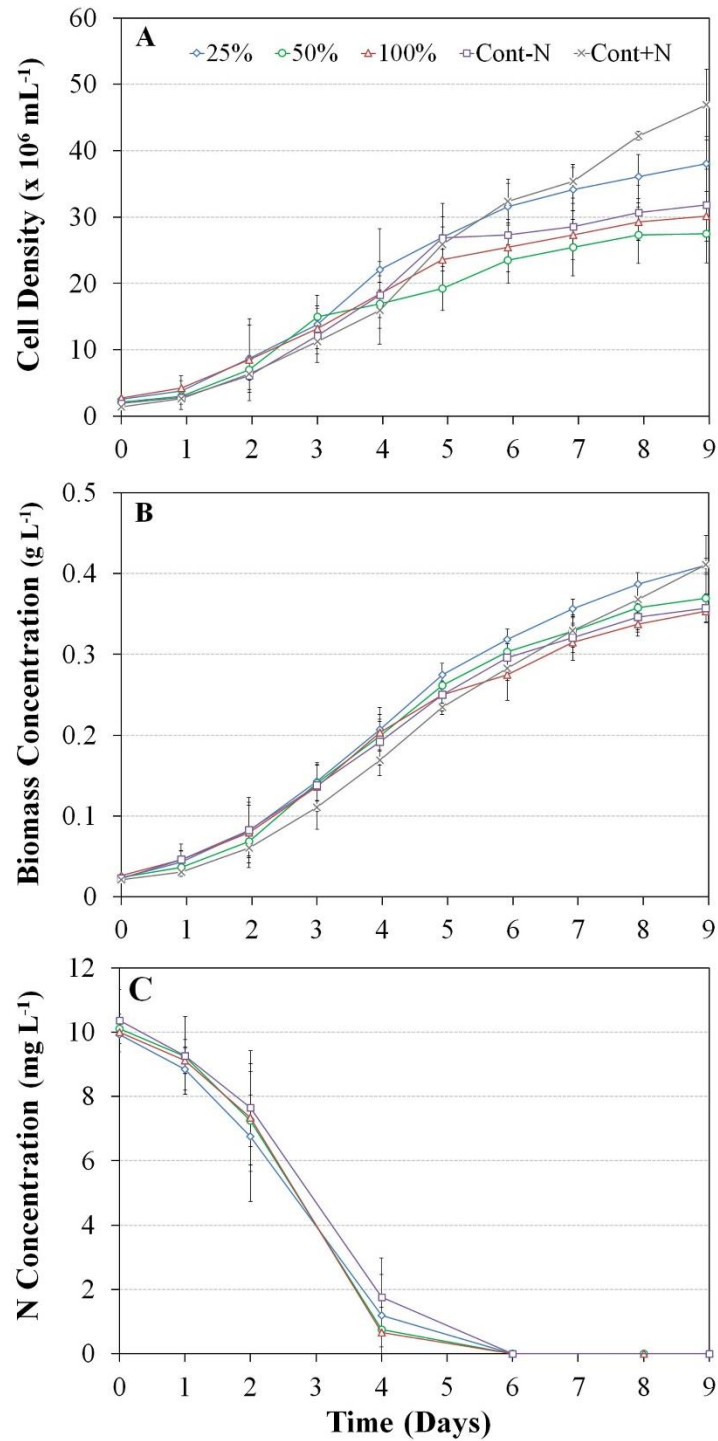 A
25% 50% 100% Cont-N Cont+N
Cell Density (x 10⁶ mL⁻¹)
60
50
40
30
20
10
0
0 1 2 3 4 5 6 7 8 9
B
Biomass Concentration (g L⁻¹)
0.5
0.4
0.3
0.2
0.1
0
0 1 2 3 4 5 6 7 8 9
C
N Concentration (mg L⁻¹)
12
10
8
6
4
2
0
0 1 2 3 4 5 6 7 8 9
Time (Days)